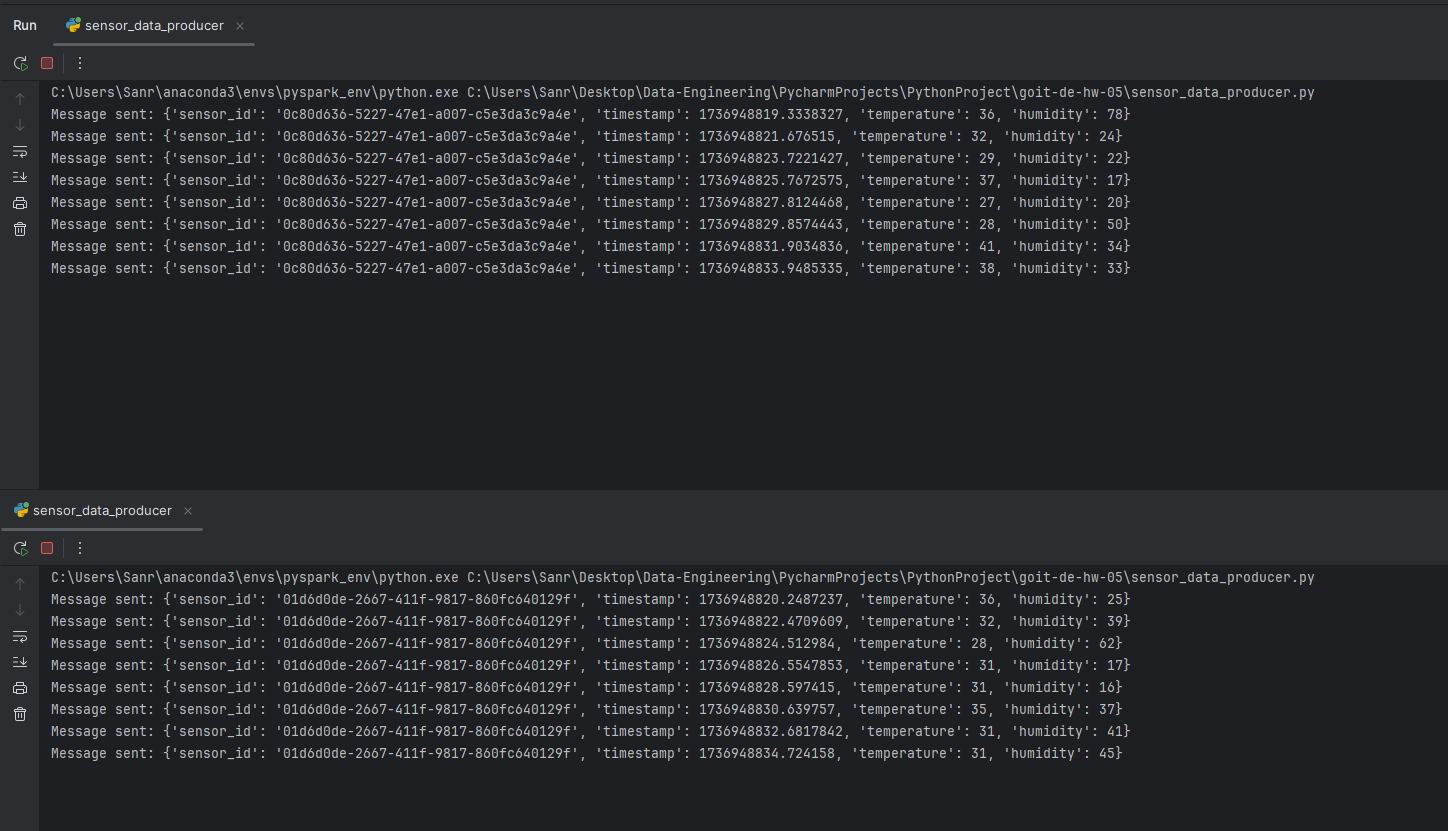 Run sensor_data_producer
C:\Users\Sanr\anaconda3\envs\pyspark_env\python.exe C:\Users\Sanr\Desktop\Data-Engineering\PycharmProjects\PythonProject\goit-de-hw-05\sensor_data_producer.py
Message sent: {'sensor_id': '0c80d636-5227-47e1-a007-c5e3da3c9a4e', 'timestamp': 1736948819.3338327, 'temperature': 36, 'humidity': 78}
Message sent: {'sensor_id': '0c80d636-5227-47e1-a007-c5e3da3c9a4e', 'timestamp': 1736948821.676515, 'temperature': 32, 'humidity': 24}
Message sent: {'sensor_id': '0c80d636-5227-47e1-a007-c5e3da3c9a4e', 'timestamp': 1736948823.7221427, 'temperature': 29, 'humidity': 22}
Message sent: {'sensor_id': '0c80d636-5227-47e1-a007-c5e3da3c9a4e', 'timestamp': 1736948825.7672575, 'temperature': 37, 'humidity': 17}
Message sent: {'sensor_id': '0c80d636-5227-47e1-a007-c5e3da3c9a4e', 'timestamp': 1736948827.8124468, 'temperature': 27, 'humidity': 20}
Message sent: {'sensor_id': '0c80d636-5227-47e1-a007-c5e3da3c9a4e', 'timestamp': 1736948829.8574443, 'temperature': 28, 'humidity': 50}
Message sent: {'sensor_id': '0c80d636-5227-47e1-a007-c5e3da3c9a4e', 'timestamp': 1736948831.9034836, 'temperature': 41, 'humidity': 34}
Message sent: {'sensor_id': '0c80d636-5227-47e1-a007-c5e3da3c9a4e', 'timestamp': 1736948833.9485335, 'temperature': 38, 'humidity': 33}
sensor_data_producer
C:\Users\Sanr\anaconda3\envs\pyspark_env\python.exe C:\Users\Sanr\Desktop\Data-Engineering\PycharmProjects\PythonProject\goit-de-hw-05\sensor_data_producer.py
Message sent: {'sensor_id': '01d6d0de-2667-411f-9817-860fc640129f', 'timestamp': 1736948820.2487237, 'temperature': 36, 'humidity': 25}
Message sent: {'sensor_id': '01d6d0de-2667-411f-9817-860fc640129f', 'timestamp': 1736948822.4709609, 'temperature': 32, 'humidity': 39}
Message sent: {'sensor_id': '01d6d0de-2667-411f-9817-860fc640129f', 'timestamp': 1736948824.512984, 'temperature': 28, 'humidity': 62}
Message sent: {'sensor_id': '01d6d0de-2667-411f-9817-860fc640129f', 'timestamp': 1736948826.5547853, 'temperature': 31, 'humidity': 17}
Message sent: {'sensor_id': '01d6d0de-2667-411f-9817-860fc640129f', 'timestamp': 1736948828.597415, 'temperature': 31, 'humidity': 16}
Message sent: {'sensor_id': '01d6d0de-2667-411f-9817-860fc640129f', 'timestamp': 1736948830.639757, 'temperature': 35, 'humidity': 37}
Message sent: {'sensor_id': '01d6d0de-2667-411f-9817-860fc640129f', 'timestamp': 1736948832.6817842, 'temperature': 31, 'humidity': 41}
Message sent: {'sensor_id': '01d6d0de-2667-411f-9817-860fc640129f', 'timestamp': 1736948834.724158, 'temperature': 31, 'humidity': 45}